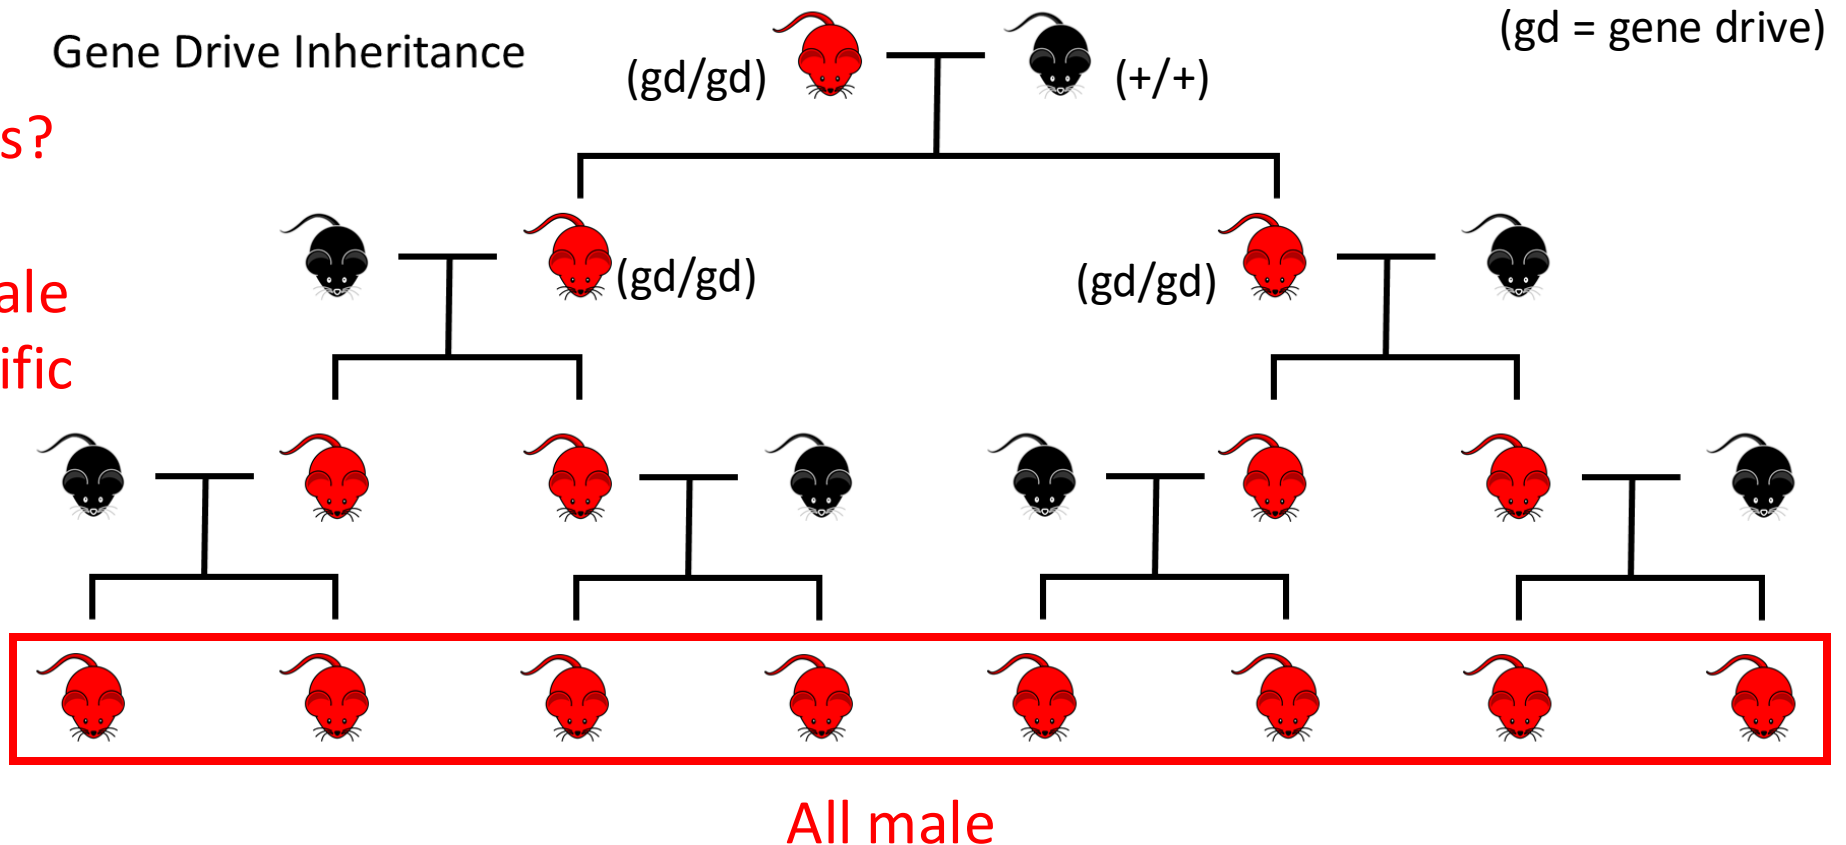 Gene Drive Inheritance
(gd = gene drive)
(gd/gd)
(+/+)
s?
(gd/gd)
(gd/gd)
ale
ific
All male